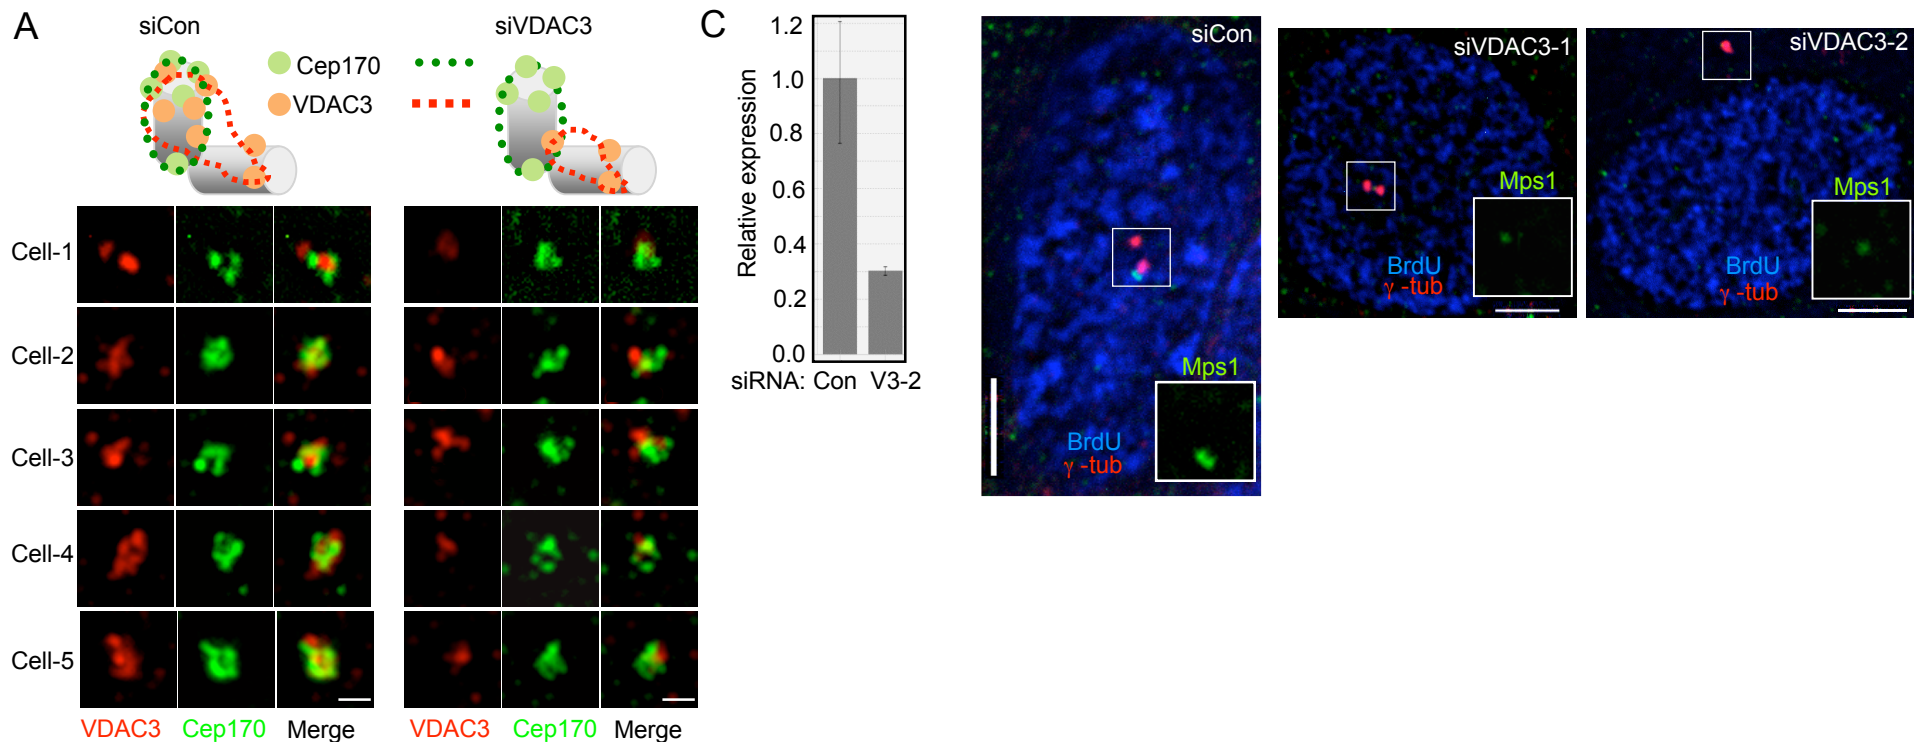 A
siCon
siVDAC3
Cep170
VDAC3
Cell-1
Cell-2
Cell-3
Cell-4
Cell-5
VDAC3 Cep170 Merge
VDAC3 Cep170 Merge
C
Relative expression
1.2
1.0
0.8
0.6
0.4
0.2
0.0
siRNA: Con V3-2
siCon
Mps1
BrdU
γ -tub
siVDAC3-1
Mps1
BrdU
γ -tub
siVDAC3-2
Mps1
BrdU
γ -tub